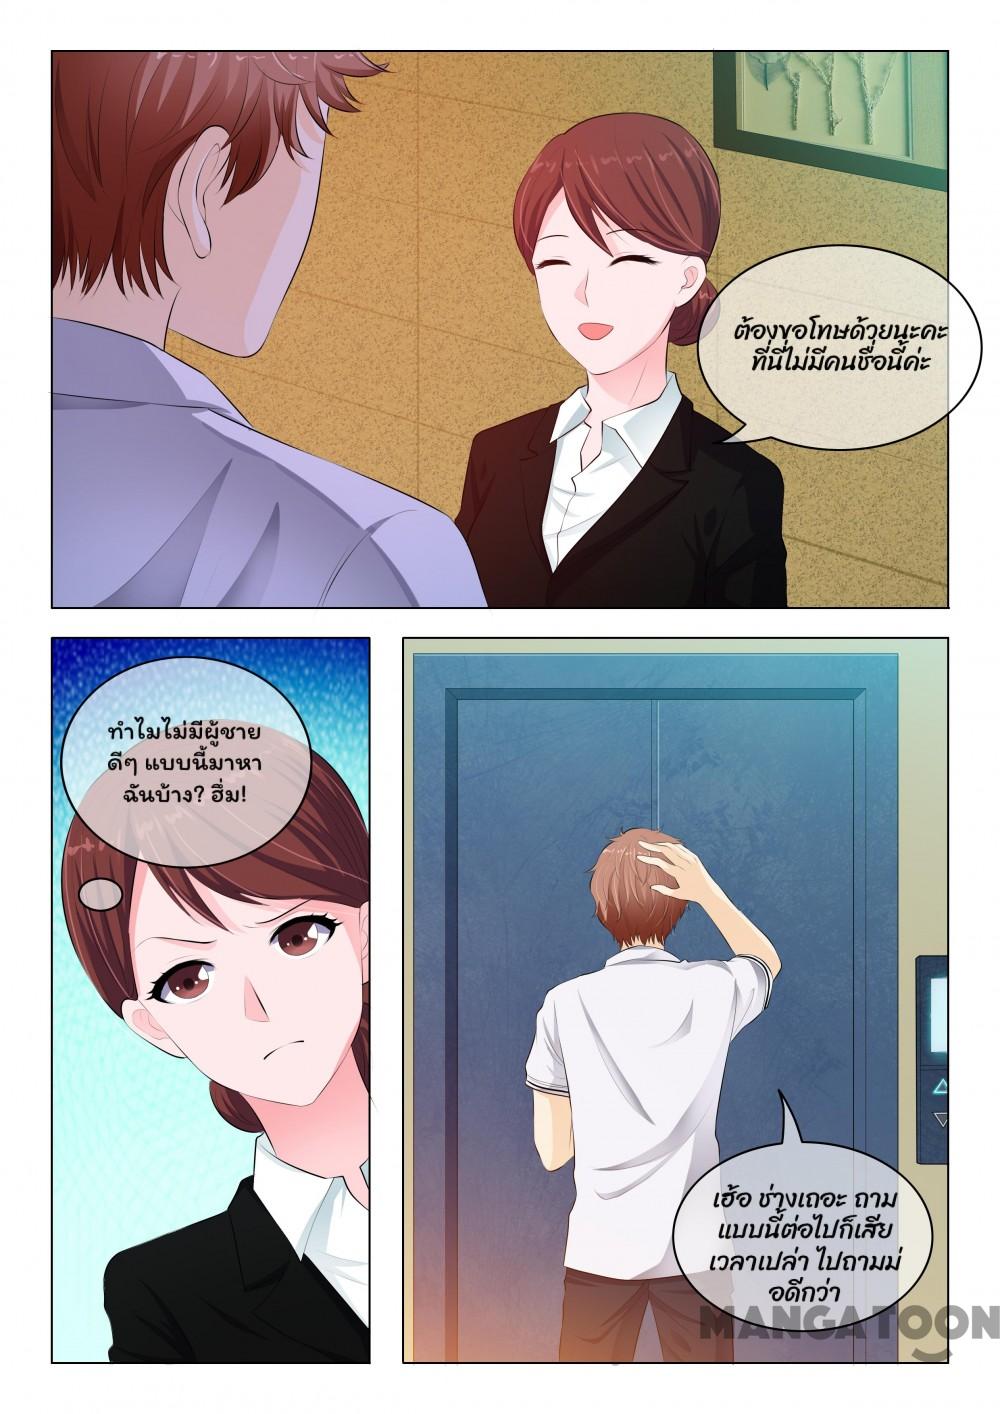 ต้องขอโทษด้วยนะคะ
ที่นี่ไม่มีคนชื่อนี้ค่ะ
ทำไมไม่มีผู้ชาย
ดีๆ แบบนี้มาหา
ฉันบ้าง? ฮึ่ม!
เฮ้อ ช่างเถอะ ถาม
แบบนี้ต่อไปก็เสีย
เวลาเปล่า ไปถามม่
อดีกว่า
MANGATOON